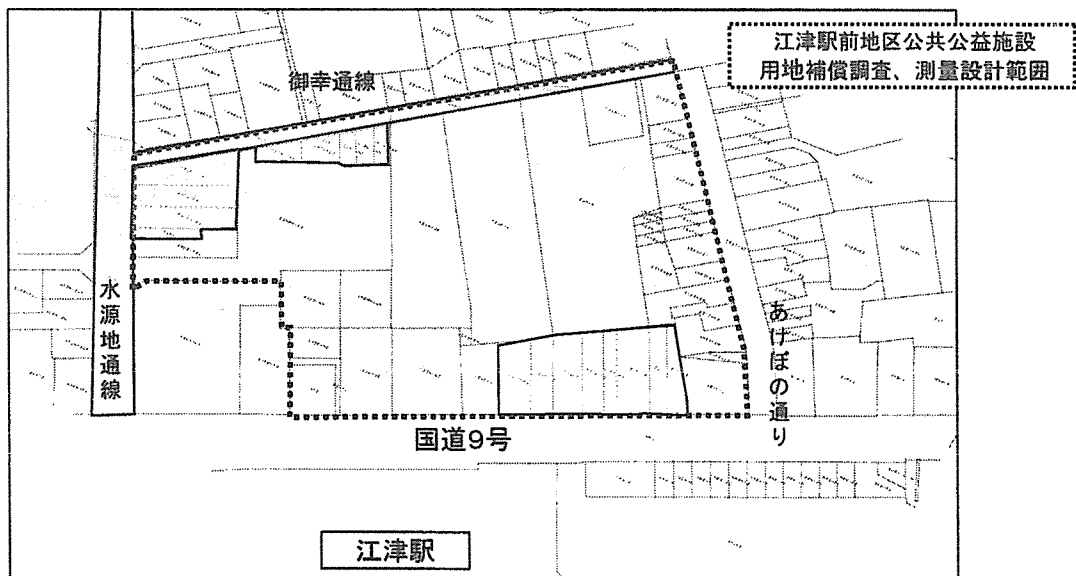 江津駅前地区公共公益施設
用地補償調査、測量設計範囲
御幸通線
水源地通線
あけぼの通り
国道9号
江津駅